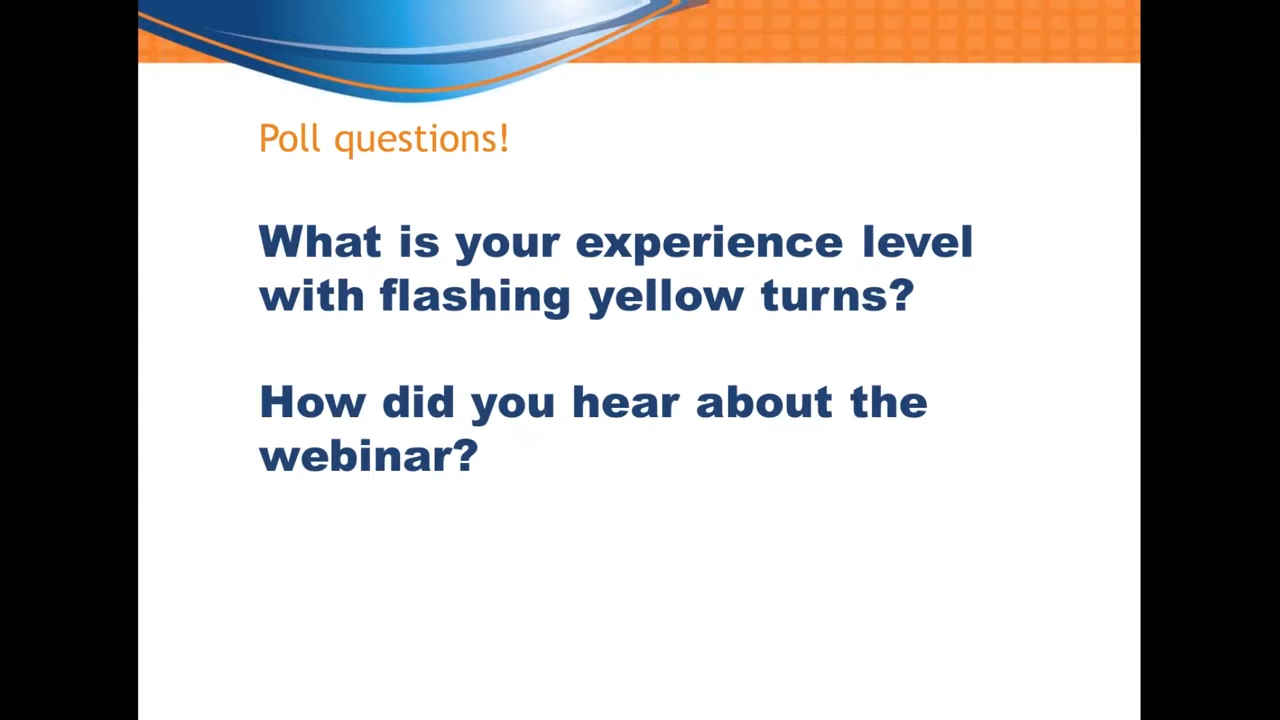 Poll questions!
What is your experience level
with flashing yellow turns?
How did you hear about the
webinar?